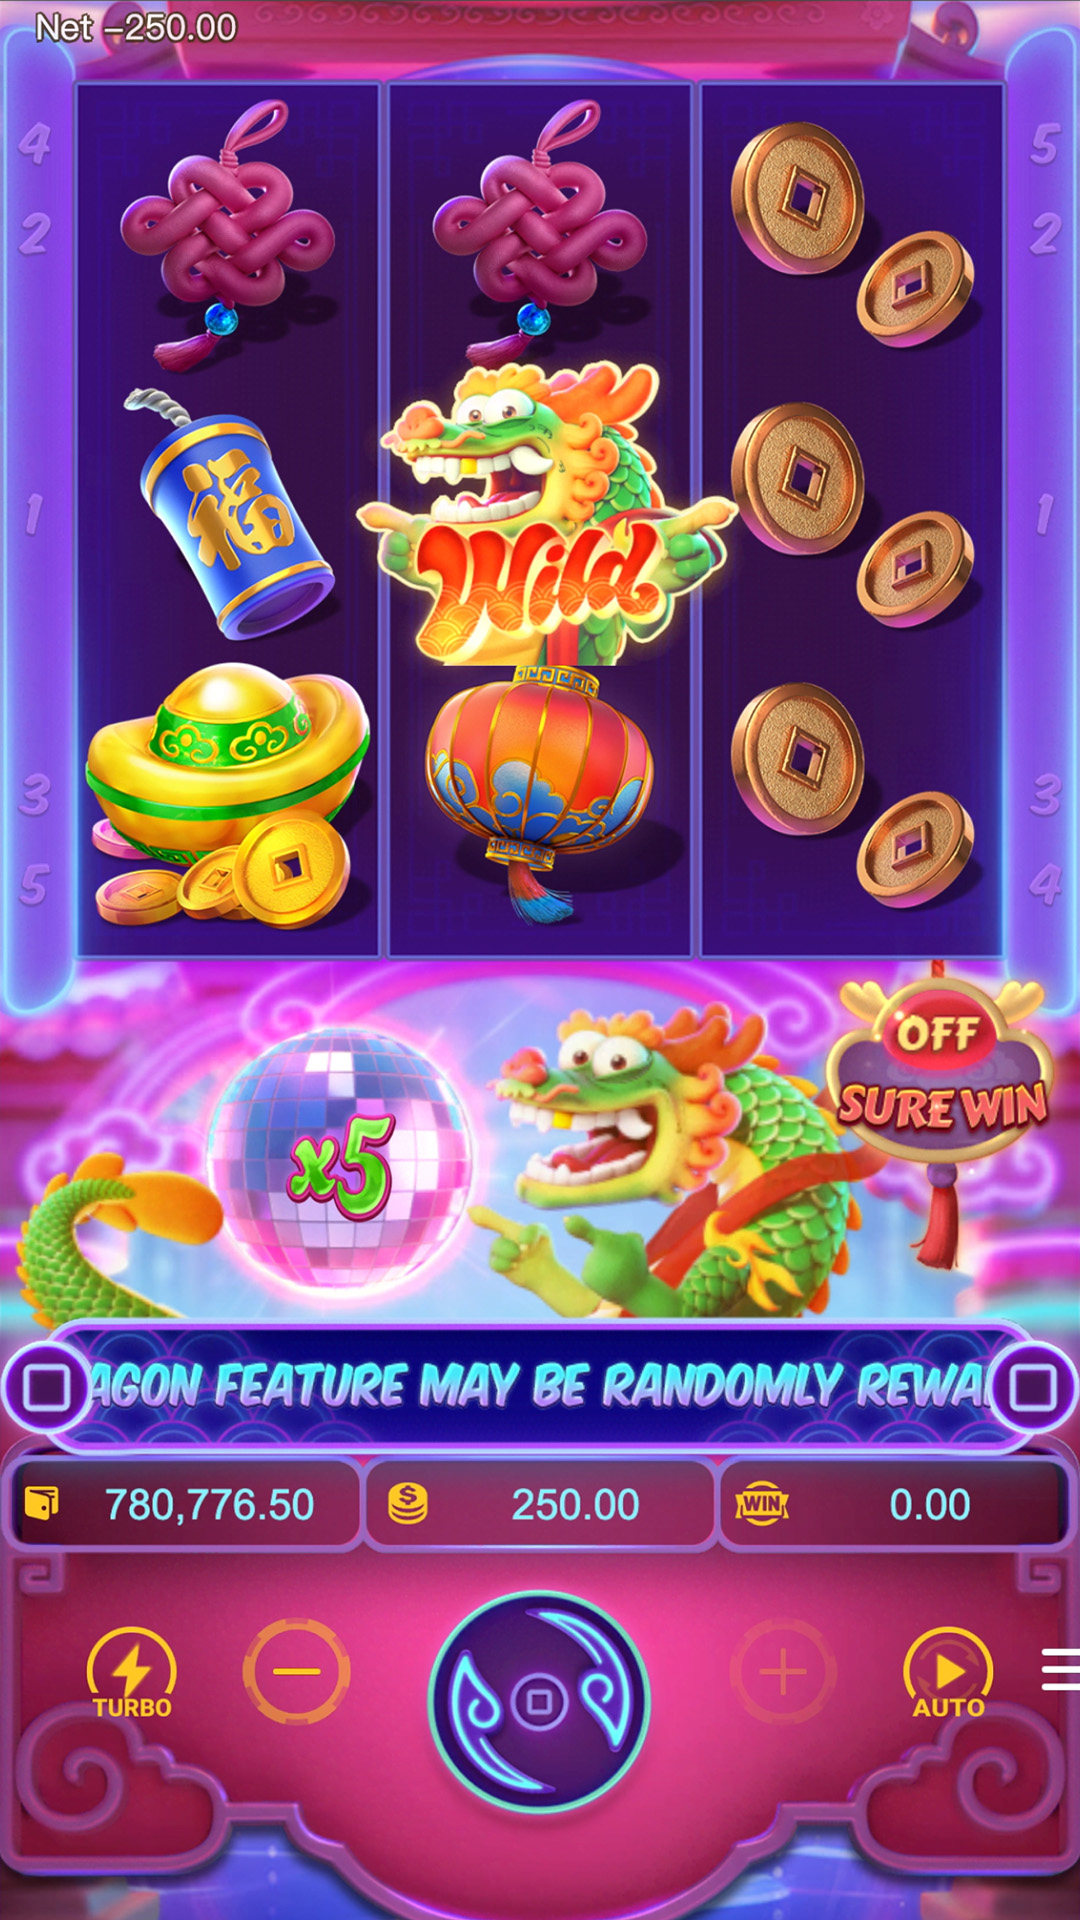 Net −250.00
4
5
2
2
福
Wild
1
1
3
3
5
4
OFF
SURE WIN
x5
AGON FEATURE MAY BE RANDOMLY REWA
780,776.50
250.00
WIN
0.00
TURBO
AUTO